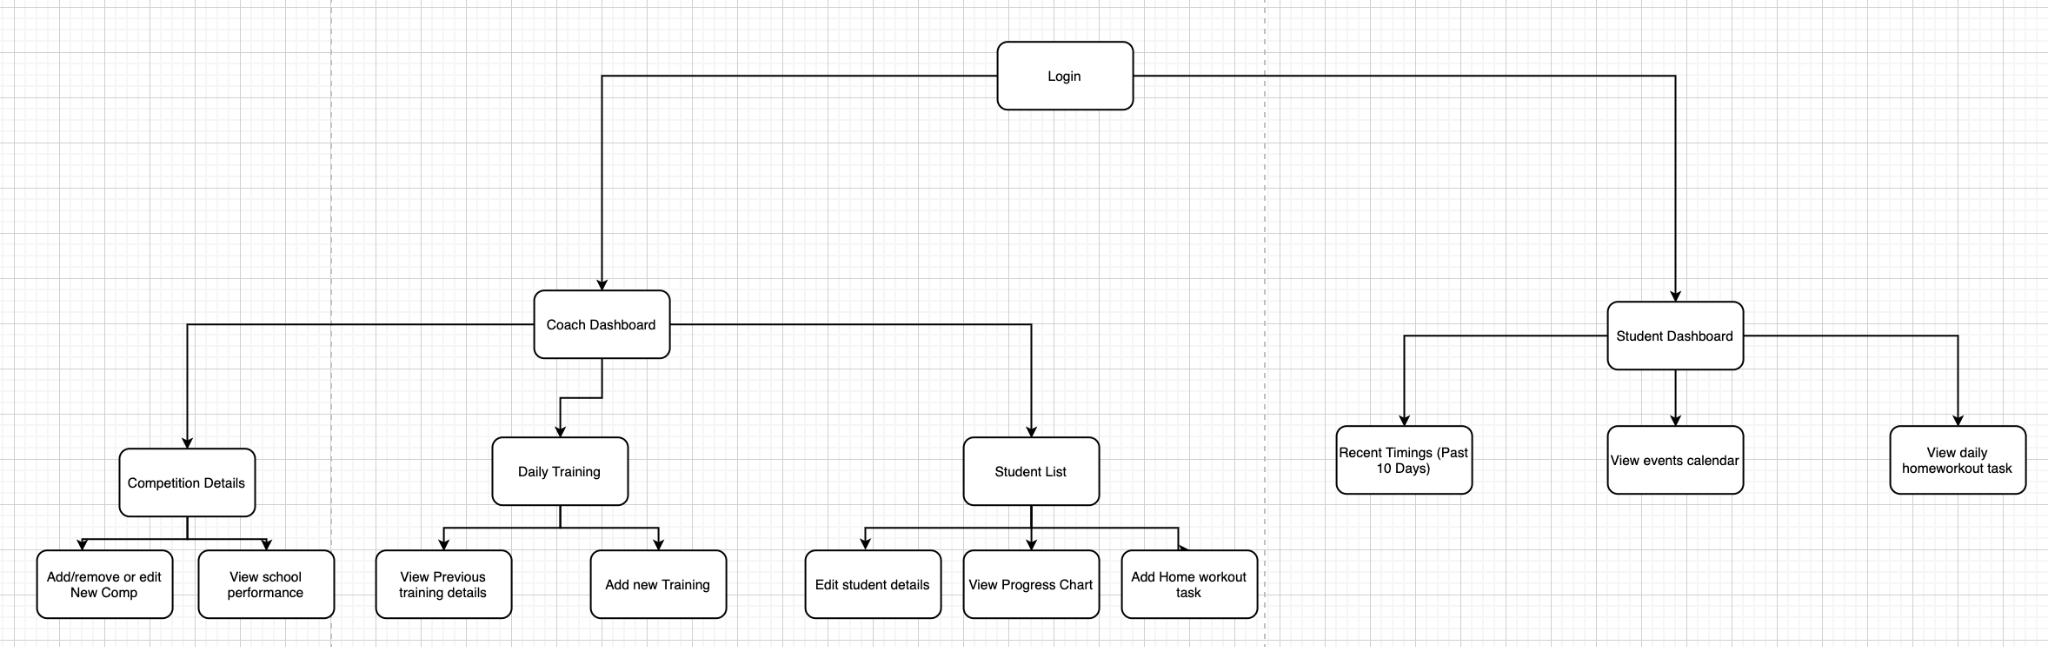 Login
Coach Dashboard
Student Dashboard
Competition Details
Daily Training
Student List
Recent Timings (Past
10 Days)
View events calendar
View daily
homeworkout task
Add/remove or edit
New Comp
View school
performance
View Previous
training details
Add new Training
Edit student details
View Progress Chart
Add Home workout
task